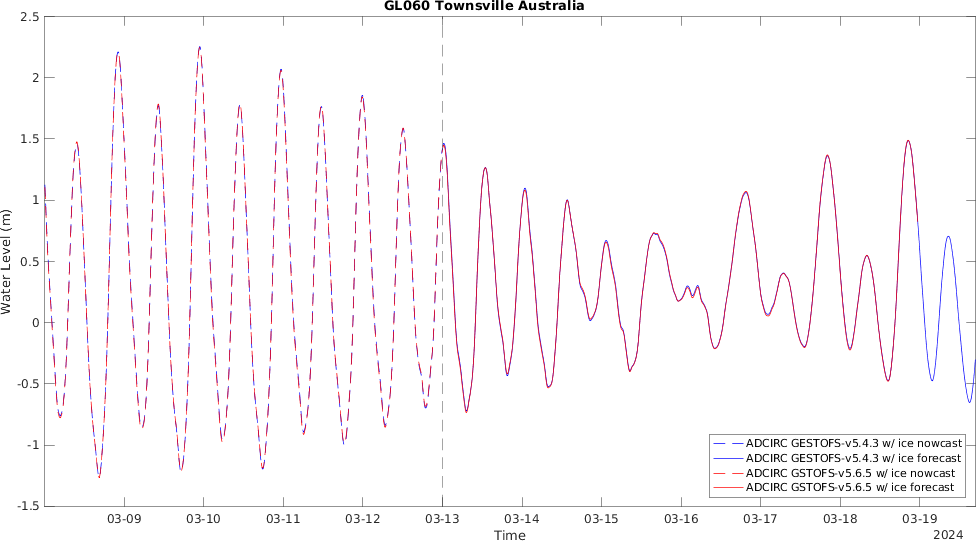 GL060 Townsville Australia
2.5
2
1.5
1
0.5
0
-0.5
-1
-1.5
Water Level (m)
ADCIRC GESTOFS-v5.4.3 w/ ice nowcast
ADCIRC GESTOFS-v5.4.3 w/ ice forecast
ADCIRC GSTOFS-v5.6.5 w/ ice nowcast
ADCIRC GSTOFS-v5.6.5 w/ ice forecast
03-09 03-10 03-11 03-12 03-13 03-14 03-15 03-16 03-17 03-18 03-19
Time
2024